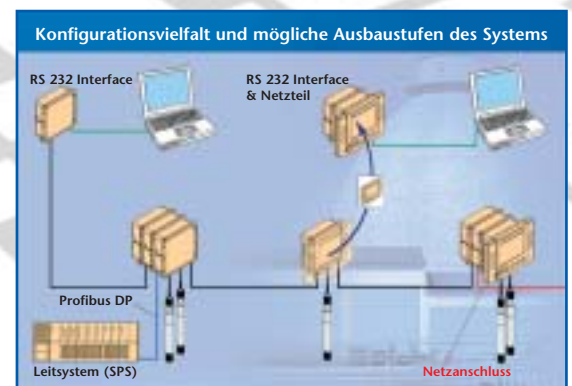 Konfigurationsvielfalt und mögliche Ausbaustufen des Systems
RS 232 Interface
RS 232 Interface
& Netzteil
Profibus DP
Leitsystem (SPS)
Netzanschluss